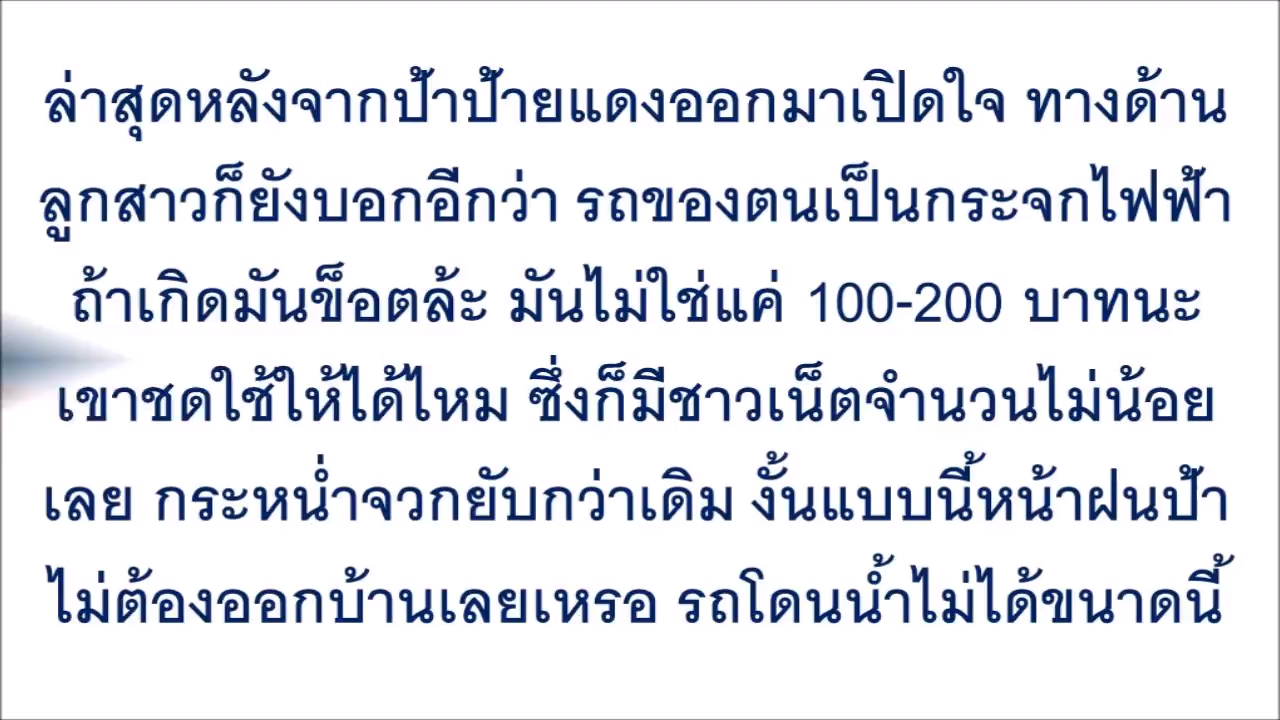 ล่าสุดหลังจากป้าป้ายแดงออกมาเปิดใจ ทางด้าน
ลูกสาวก็ยังบอกอีกว่า รถของตนเป็นกระจกไฟฟ้า
ถ้าเกิดมันข็อตล้ะ มันไม่ใช่แค่ 100-200 บาทนะ
เขาชดใช้ให้ได้ไหม ซึ่งก็มีชาวเน็ตจำนวนไม่น้อย
เลย กระหน่ำจวกยับกว่าเดิม งั้นแบบนี้หน้าฝนป้า
ไม่ต้องออกบ้านเลยเหรอ รถโดนน้ำไม่ได้ขนาดนี้